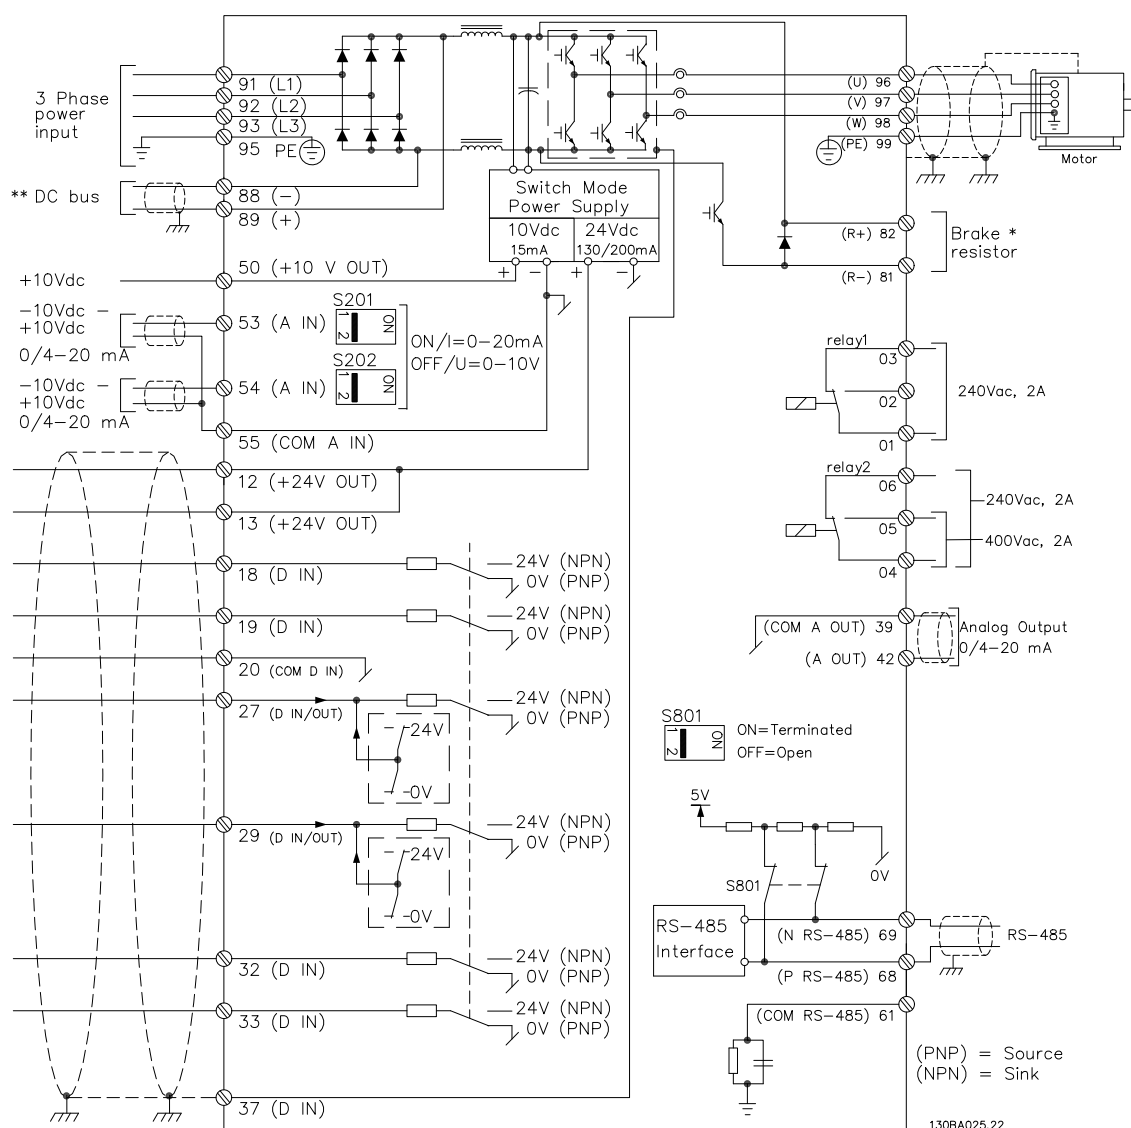 3 Phase
power
input
91 (L1)
92 (L2)
93 (L3)
95 PE
** DC bus
88 (−)
89 (+)
Switch Mode
Power Supply
10Vdc
15mA
24Vdc
130/200mA
+ − + −
(U) 96
(V) 97
(W) 98
(PE) 99
Motor
(R+) 82
(R−) 81
Brake *
resistor
+10Vdc
50 (+10 V OUT)
−10Vdc −
+10Vdc
0/4−20 mA
53 (A IN)
S201
1 2
ON
ON/I=0−20mA
OFF/U=0−10V
−10Vdc −
+10Vdc
0/4−20 mA
54 (A IN)
S202
1 2
ON
55 (COM A IN)
12 (+24V OUT)
13 (+24V OUT)
18 (D IN)
24V (NPN)
0V (PNP)
19 (D IN)
24V (NPN)
0V (PNP)
20 (COM D IN)
27 (D IN/OUT)
24V (NPN)
0V (PNP)
24V
0V
29 (D IN/OUT)
24V (NPN)
0V (PNP)
24V
0V
32 (D IN)
24V (NPN)
0V (PNP)
33 (D IN)
24V (NPN)
0V (PNP)
37 (D IN)
relay1
03
02
01
240Vac, 2A
relay2
06
05
04
240Vac, 2A
400Vac, 2A
(COM A OUT) 39
(A OUT) 42
Analog Output
0/4−20 mA
S801
1 2
ON
ON=Terminated
OFF=Open
5V
0V
S801
RS−485
Interface
(N RS−485) 69
(P RS−485) 68
RS−485
(COM RS−485) 61
(PNP) = Source
(NPN) = Sink
130BA025.22